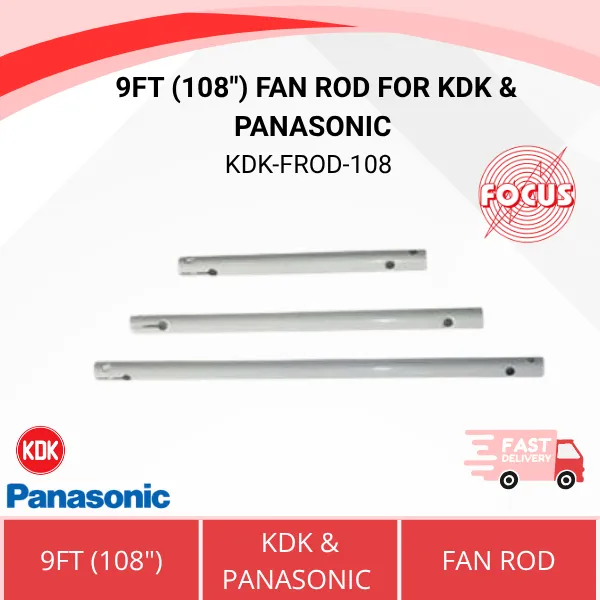 9FT (108") FAN ROD FOR KDK &
PANASONIC
KDK-FROD-108
FOCUS
KDK
Panasonic
FAST
DELIVERY
9FT (108")
KDK &
PANASONIC
FAN ROD